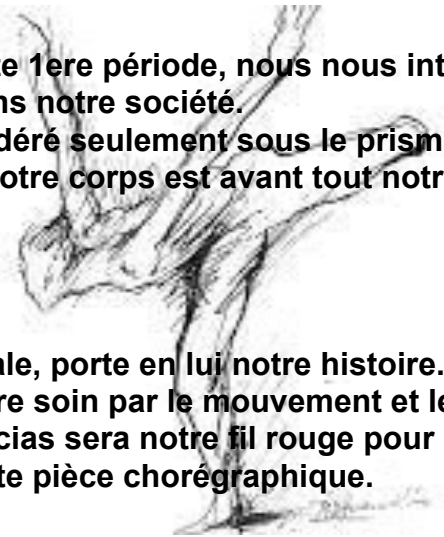 te 1ere période, nous nous int
ns notre société.
déré seulement sous le prism
otre corps est avant tout notr
ale, porte en lui notre histoire.
re soin par le mouvement et le
cias sera notre fil rouge pour
te pièce chorégraphique.